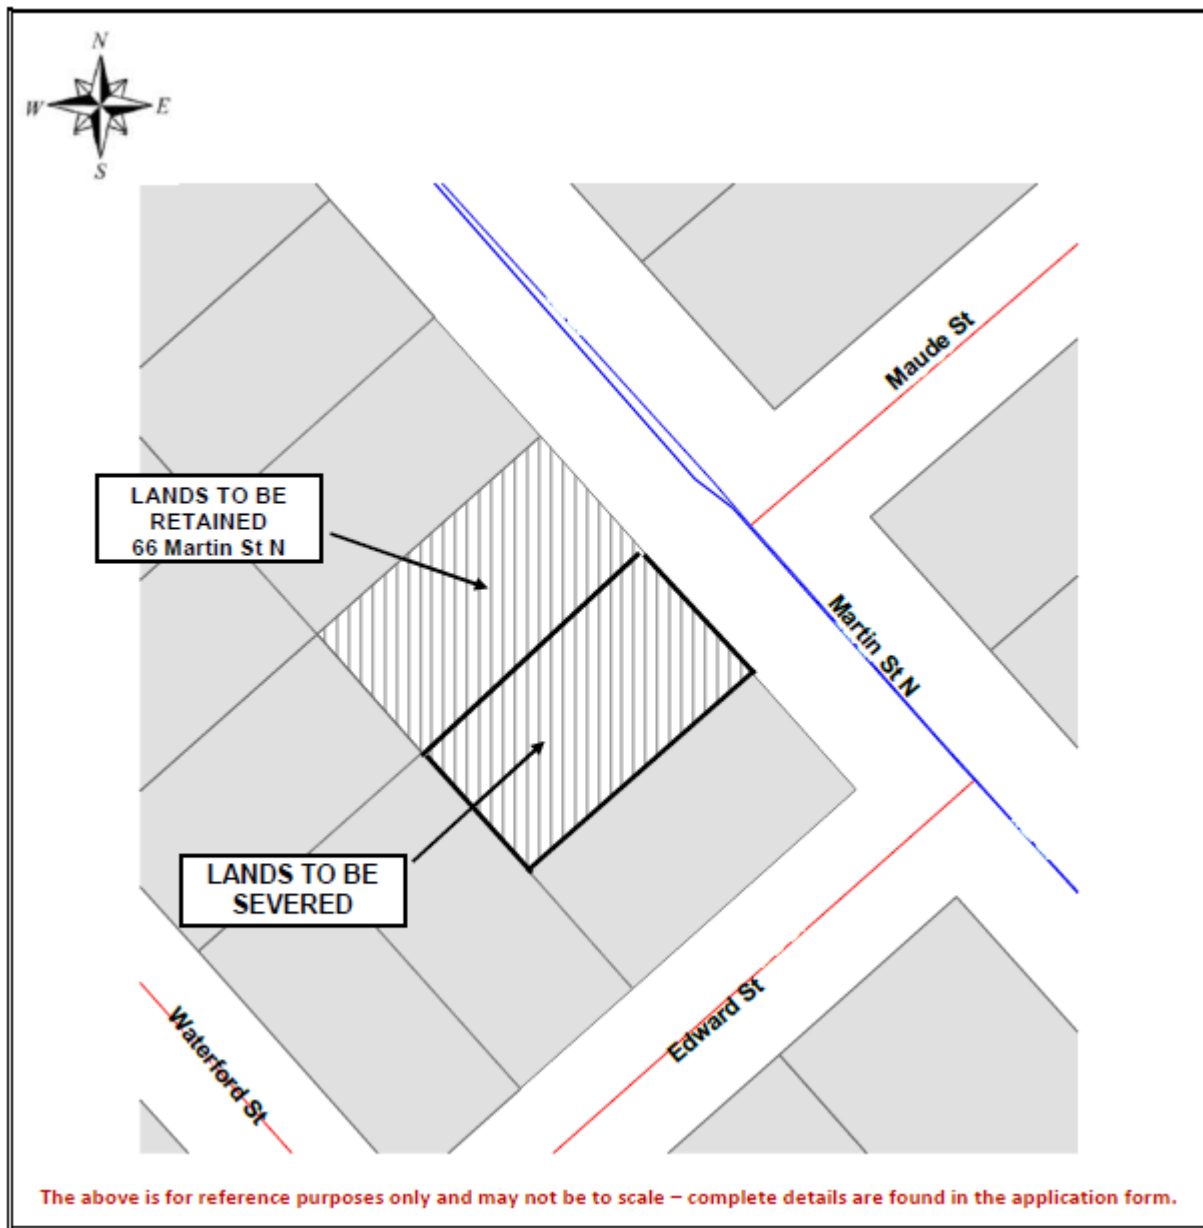 N
W E
S
Maude St
LANDS TO BE
RETAINED
66 Martin St N
Martin St N
LANDS TO BE
SEVERED
Edward St
Waterford St
The above is for reference purposes only and may not be to scale – complete details are found in the application form.